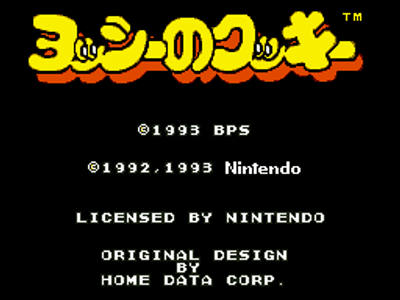 ヨッシーのクッキー™
©1993 BPS
©1992,1993 Nintendo
LICENSED BY NINTENDO
ORIGINAL DESIGN
BY
HOME DATA CORP.